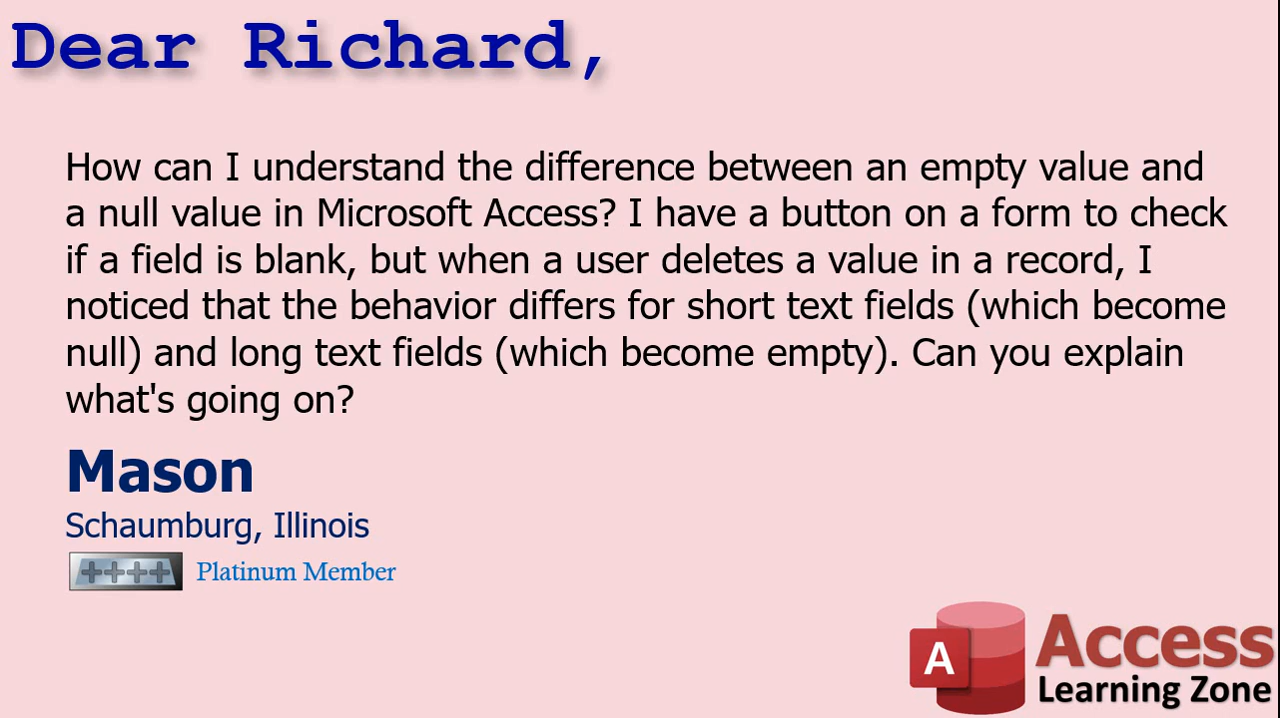 Dear Richard,
How can I understand the difference between an empty value and
a null value in Microsoft Access? I have a button on a form to check
if a field is blank, but when a user deletes a value in a record, I
noticed that the behavior differs for short text fields (which become
null) and long text fields (which become empty). Can you explain
what's going on?
Mason
Schaumburg, Illinois
Platinum Member
A
Access
Learning Zone